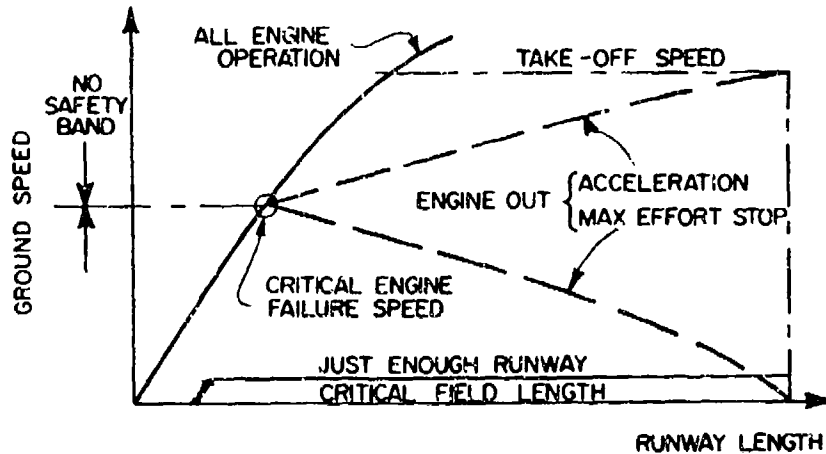 ALL ENGINE
OPERATION
TAKE-OFF SPEED
NO
SAFETY
BAND
GROUND SPEED
ENGINE OUT { ACCELERATION
MAX EFFORT STOP
CRITICAL ENGINE
FAILURE SPEED
JUST ENOUGH RUNWAY
CRITICAL FIELD LENGTH
RUNWAY LENGTH